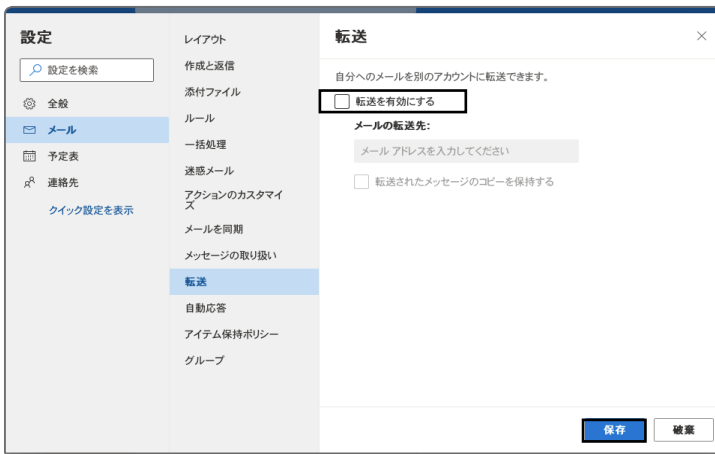 設定
設定を検索
全般
メール
予定表
連絡先
クイック設定を表示
レイアウト
作成と返信
添付ファイル
ルール
一括処理
迷惑メール
アクションのカスタマイ
ズ
メールを同期
メッセージの取り扱い
転送
自動応答
アイテム保持ポリシー
グループ
転送
自分へのメールを別のアカウントに転送できます。
転送を有効にする
メールの転送先:
メール アドレスを入力してください
転送されたメッセージのコピーを保持する
保存
破棄